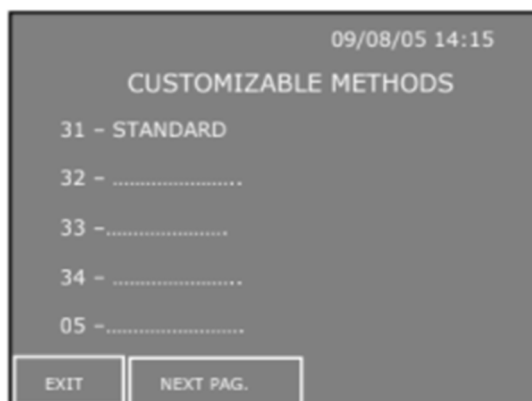 09/08/05 14:15
CUSTOMIZABLE METHODS
31 – STANDARD
32 – ......................
33 –.....................
34 – ......................
05 –.......................
EXIT NEXT PAG.